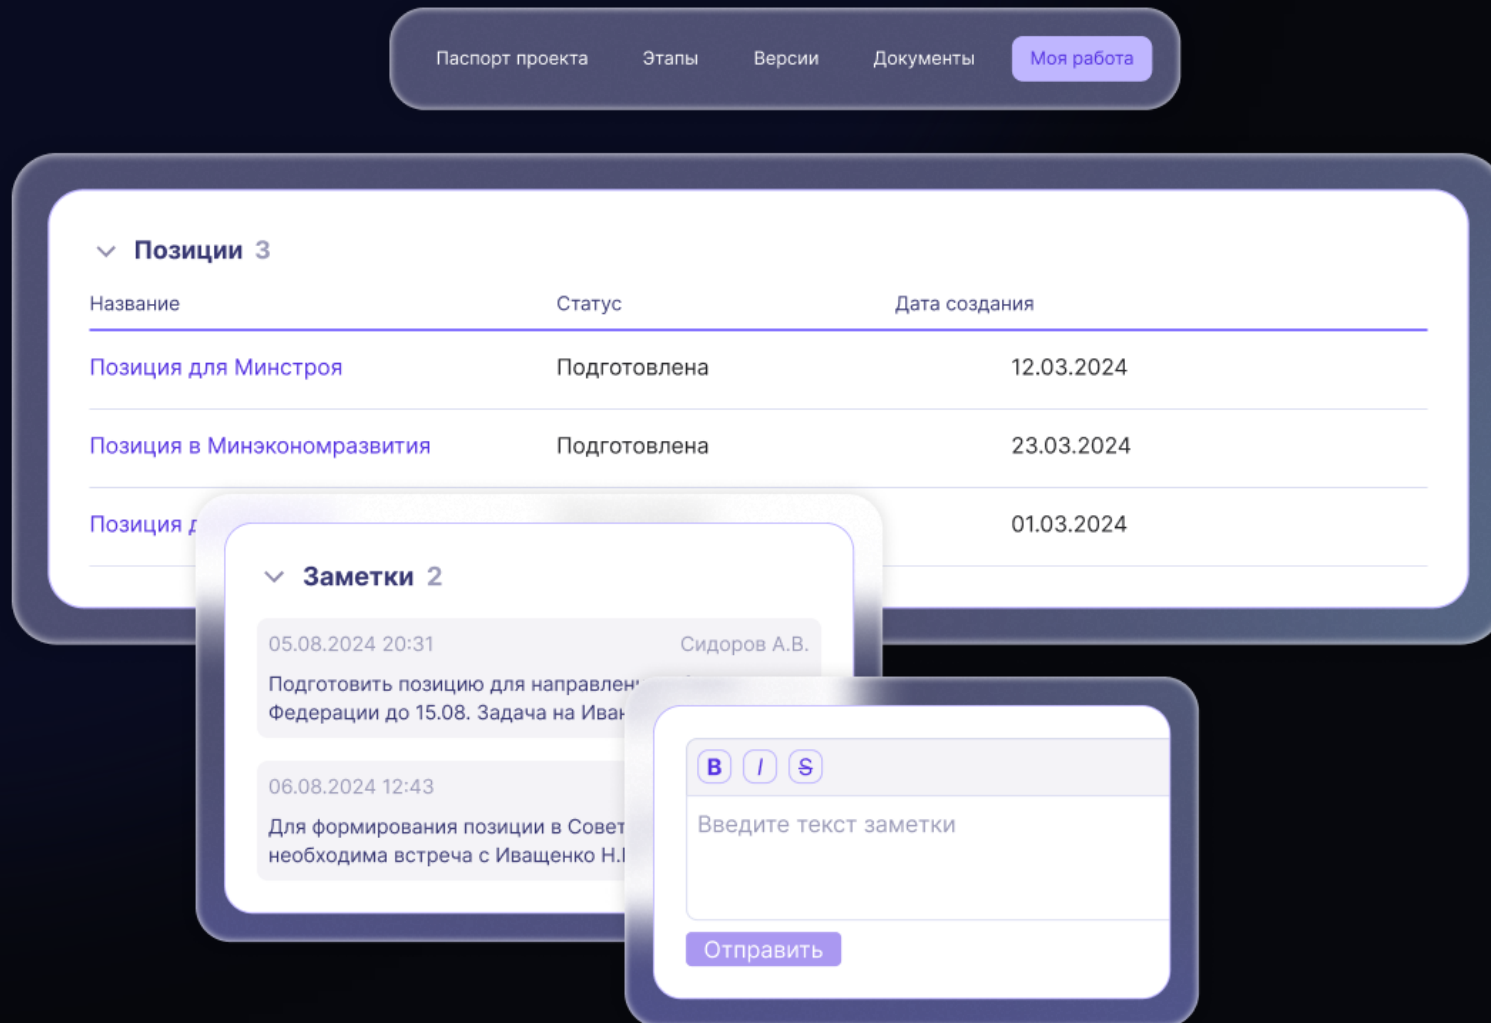 Паспорт проекта Этапы Версии Документы Моя работа
Позиции 3
Название Статус Дата создания
Позиция для Минстроя Подготовлена 12.03.2024
Позиция в Минэкономразвития Подготовлена 23.03.2024
Позиция 01.03.2024
Заметки 2
05.08.2024 20:31 Сидоров А.В.
Подготовить позицию для
Федерации до 15.08. Задача на
06.08.2024 12:43
Для формирования позиции в
необходима встреча с Иващенко
B I S
Введите текст заметки
Отправить